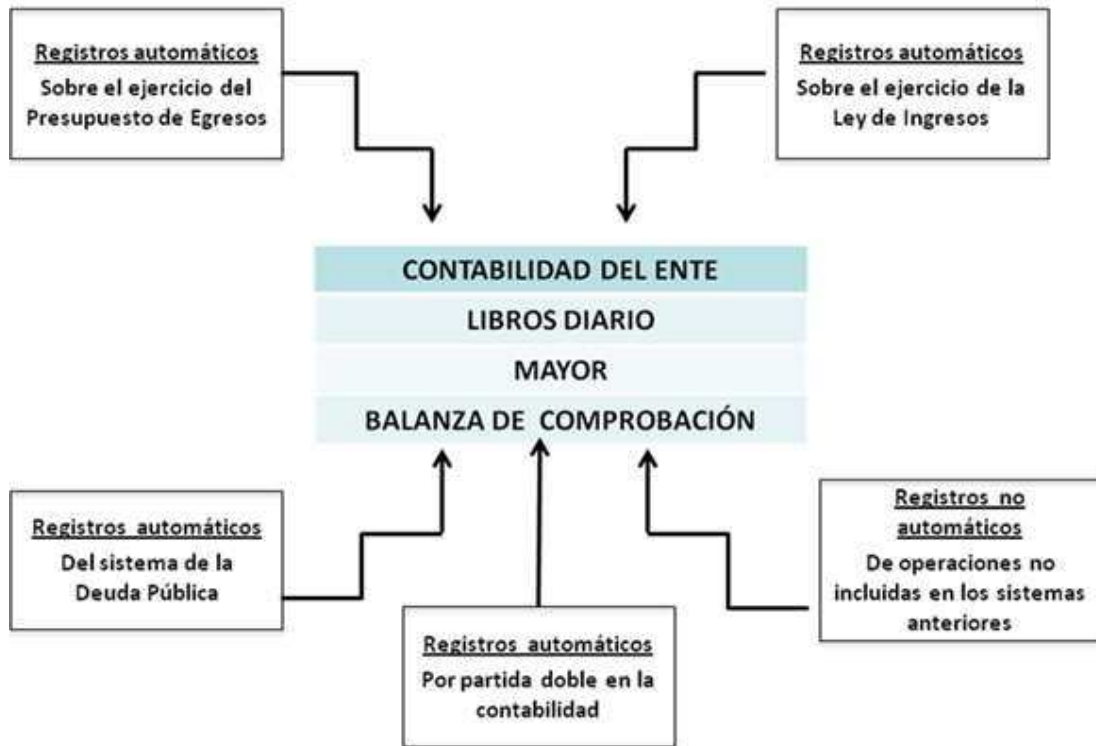 Registros automáticos
Sobre el ejercicio del
Presupuesto de Egresos
Registros automáticos
Sobre el ejercicio de la
Ley de Ingresos
CONTABILIDAD DEL ENTE
LIBROS DIARIO
MAYOR
BALANZA DE COMPROBACIÓN
Registros automáticos
Del sistema de la
Deuda Pública
Registros automáticos
Por partida doble en la
contabilidad
Registros no
automáticos
De operaciones no
incluidas en los sistemas
anteriores